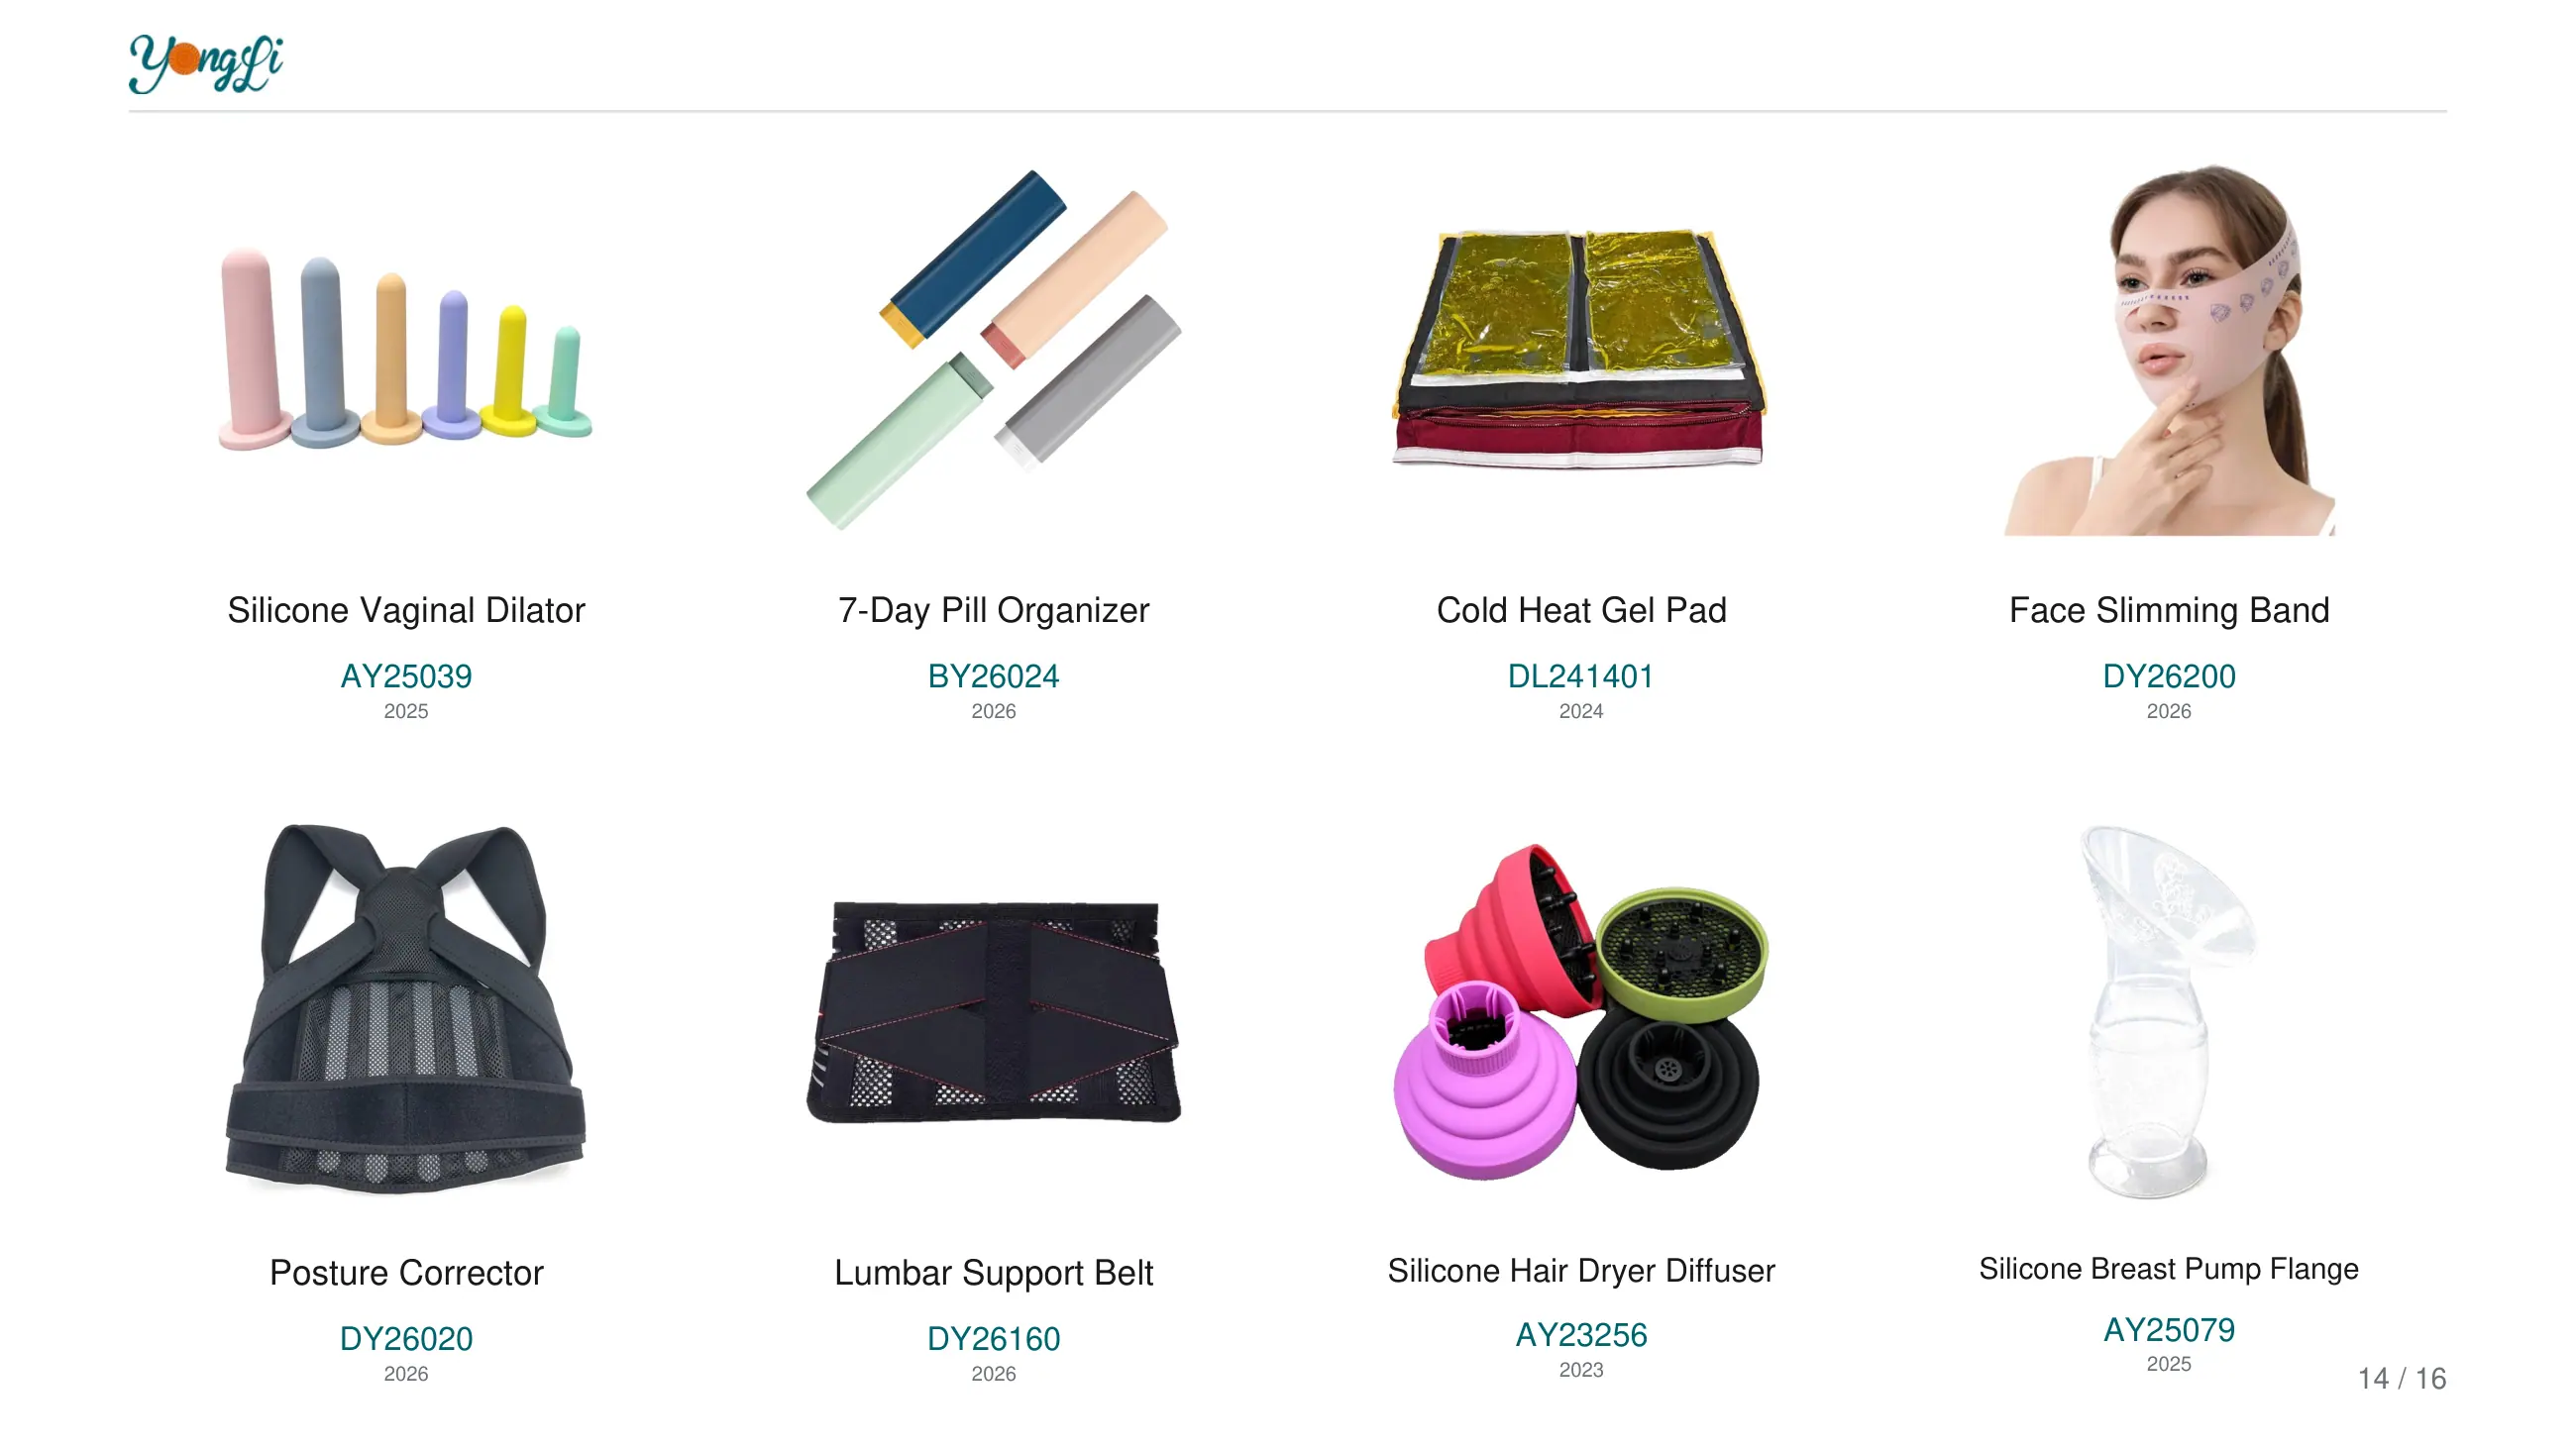 YongLi
Silicone Vaginal Dilator
AY25039
2025
7-Day Pill Organizer
BY26024
2026
Cold Heat Gel Pad
DL241401
2024
Face Slimming Band
DY26200
2026
Posture Corrector
DY26020
2026
Lumbar Support Belt
DY26160
2026
Silicone Hair Dryer Diffuser
AY23256
2023
Silicone Breast Pump Flange
AY25079
2025
14 / 16